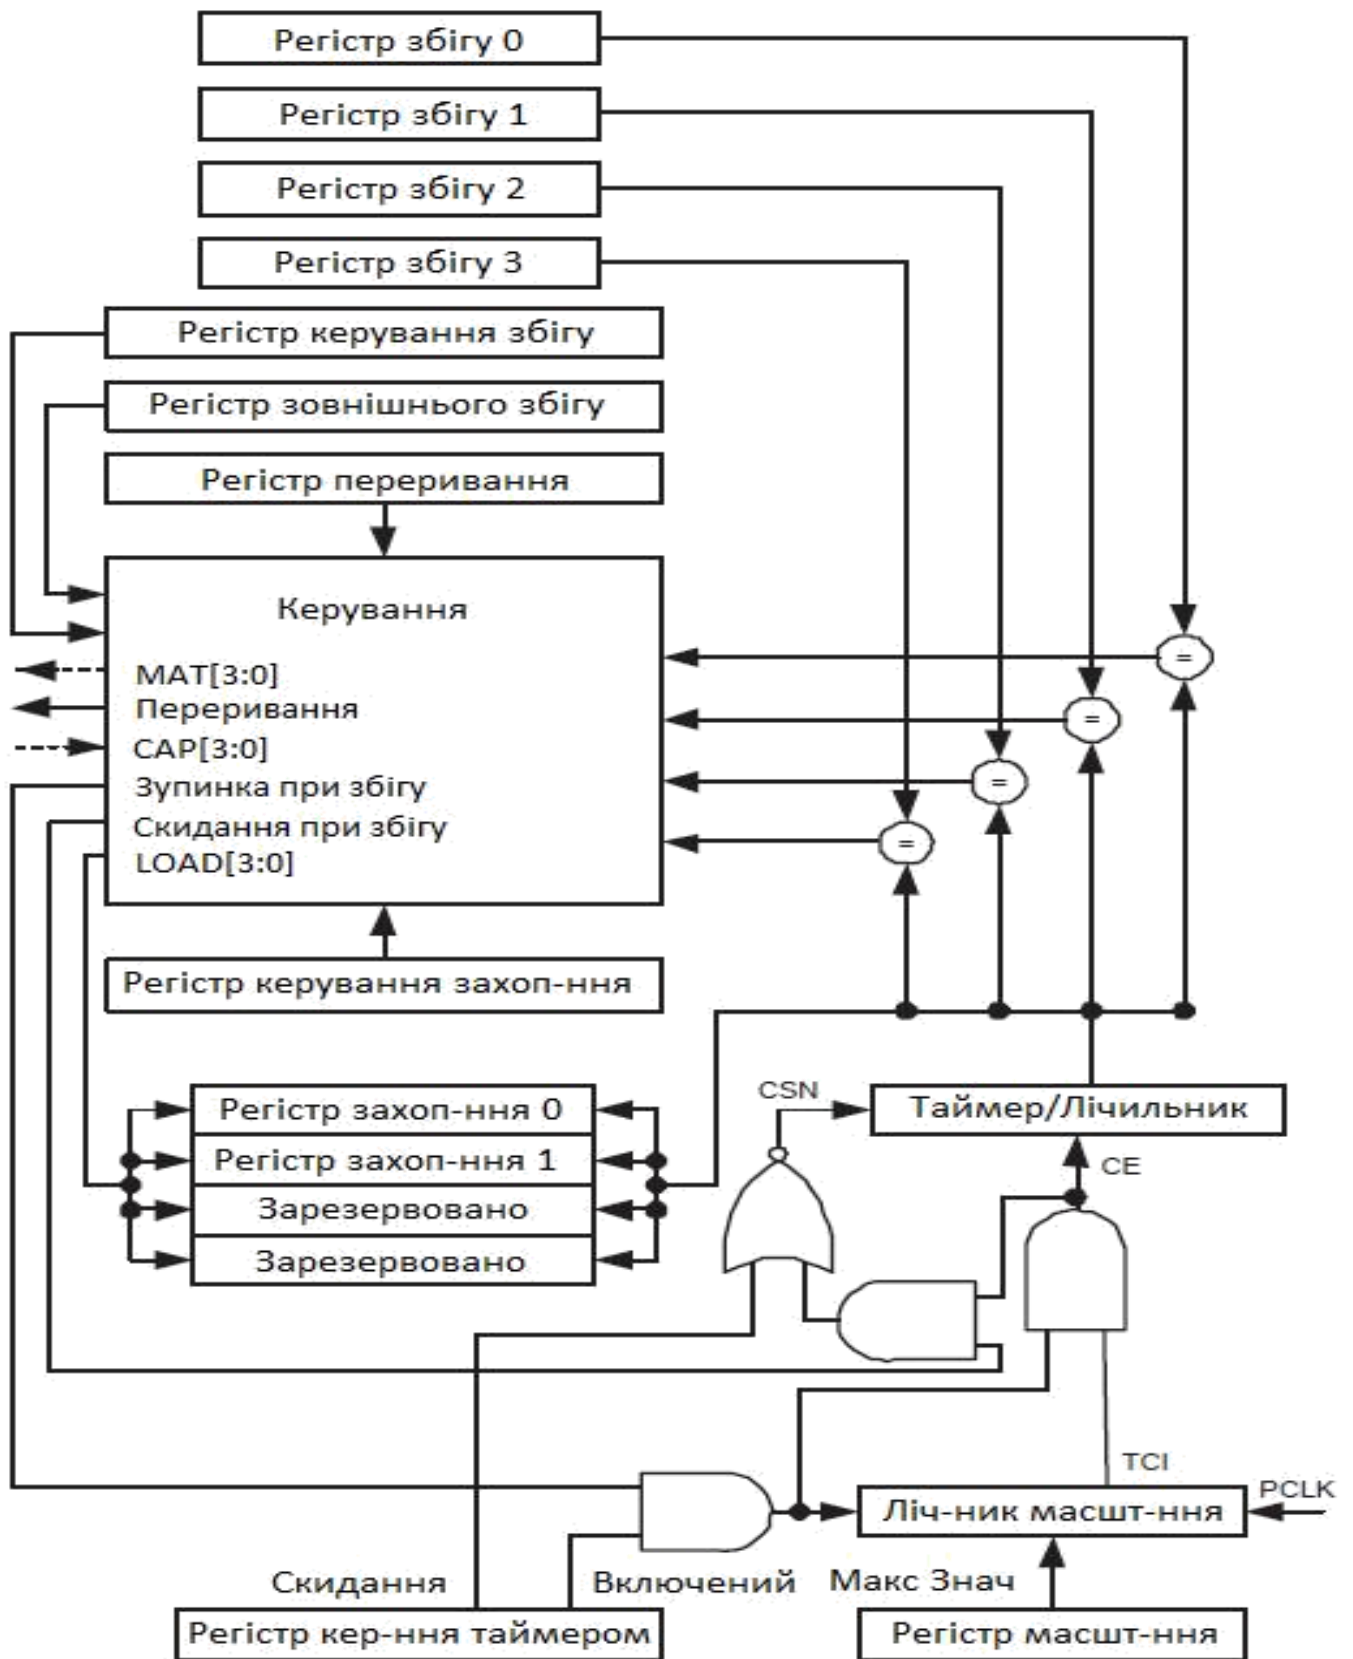 Регістр збігу 0
Регістр збігу 1
Регістр збігу 2
Регістр збігу 3
Регістр керування збігу
Регістр зовнішнього збігу
Регістр переривання
Керування
MAT[3:0]
Переривання
CAP[3:0]
Зупинка при збігу
Скидання при збігу
LOAD[3:0]
=
=
=
=
Регістр керування захоп-ння
CSN
Таймер/Лічильник
CE
Регістр захоп-ння 0
Регістр захоп-ння 1
Зарезервовано
Зарезервовано
TCI
PCLK
Ліч-ник масшт-ння
Скидання
Включений
Макс Знач
Регістр кер-ння таймером
Регістр масшт-ння